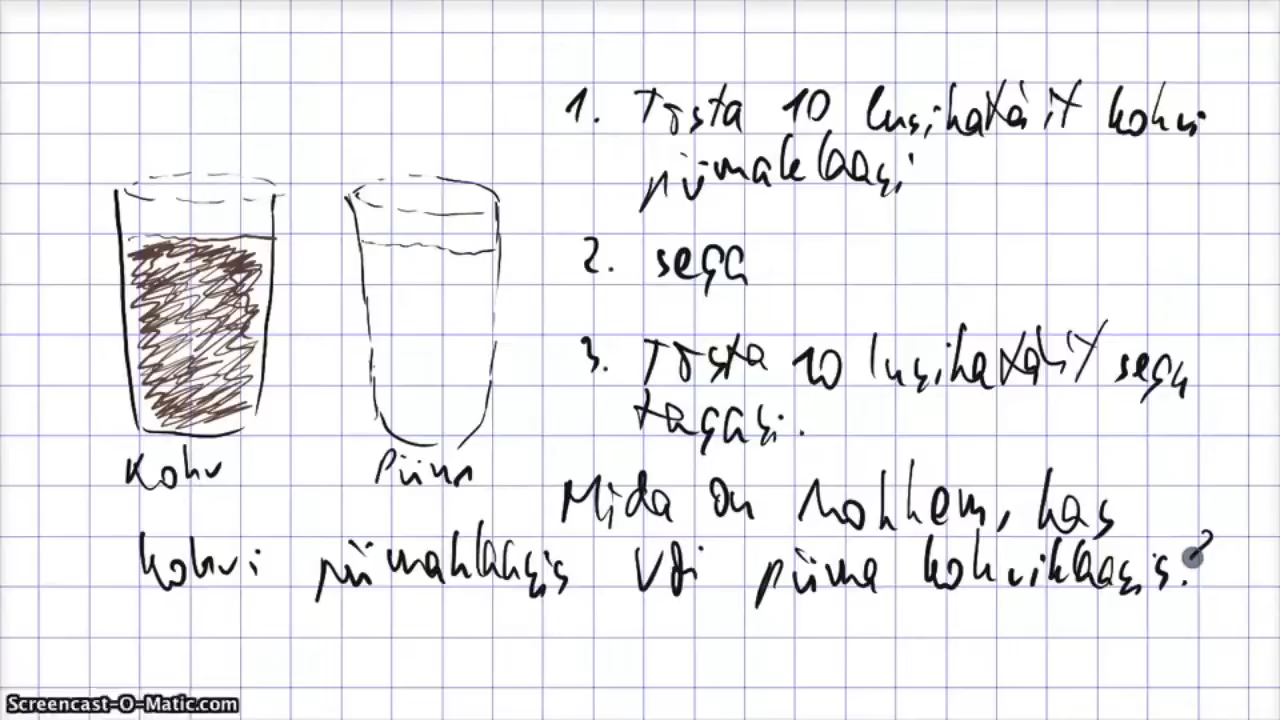 1. Tõsta 10 lusikatäit kohvi
piimaklaasi
2. sega
3. Tõsta 10 lusikatäit segu
tagasi.
Kohv
Piim
Mida on rohkem, kas
kohvi piimaklaasis või piima kohviklaasis?
Screencast-O-Matic.com